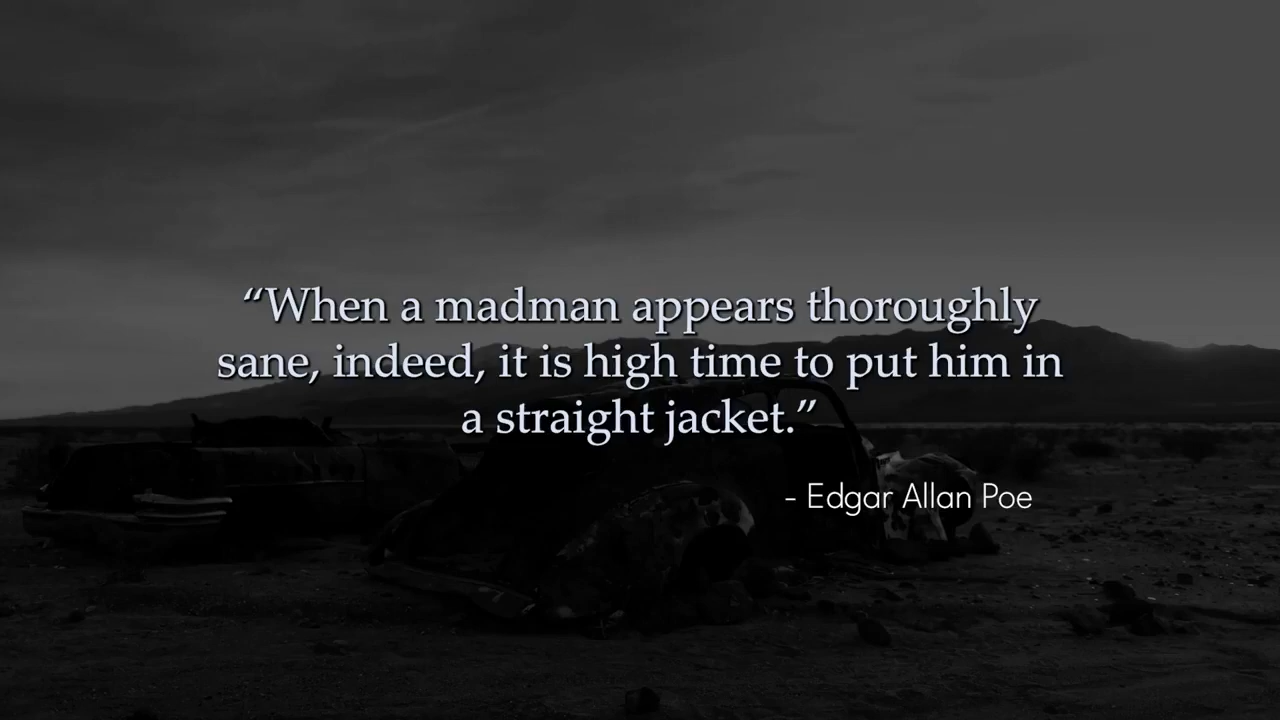 “When a madman appears thoroughly
sane, indeed, it is high time to put him in
a straight jacket.”
- Edgar Allan Poe